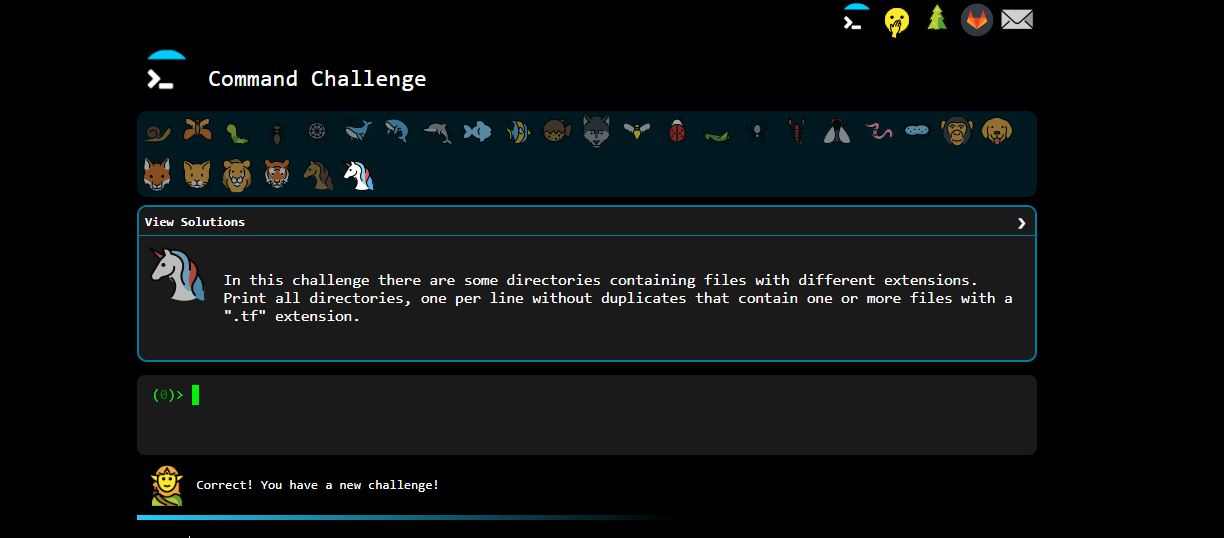 Command Challenge
View Solutions
In this challenge there are some directories containing files with different extensions.
Print all directories, one per line without duplicates that contain one or more files with a
".tf" extension.
(0)>
Correct! You have a new challenge!